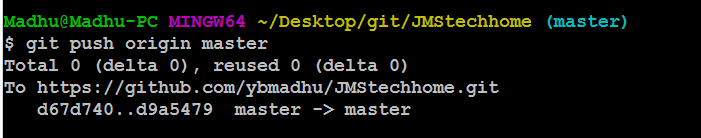 Madhu@Madhu-PC MINGW64 ~/Desktop/git/JMStechhome (master)
$ git push origin master
Total 0 (delta 0), reused 0 (delta 0)
To https://github.com/ybmadhu/JMStechhome.git
   d67d740..d9a5479  master -> master